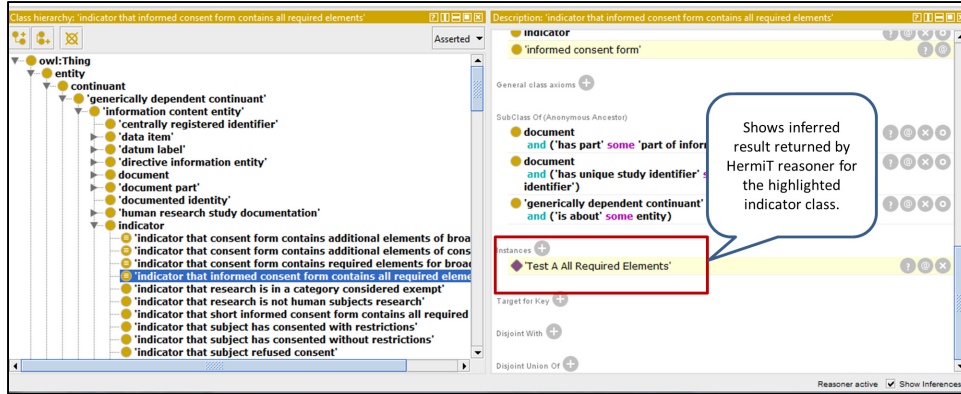 Class hierarchy: 'indicator that informed consent form contains all required elements'
Asserted
owl:Thing
entity
continuant
'generically dependent continuant'
'information content entity'
'centrally registered identifier'
'data item'
'datum label'
'directive information entity'
document
'document part'
'documented identity'
'human research study documentation'
indicator
'indicator that consent form contains additional elements of broa
'indicator that consent form contains additional elements of cons
'indicator that consent form contains required elements for broa
'indicator that informed consent form contains all required eleme
'indicator that research is in a category considered exempt'
'indicator that research is not human subjects research'
'indicator that short informed consent form contains all required
'indicator that subject has consented with restrictions'
'indicator that subject has consented without restrictions'
'indicator that subject refused consent'
Description: 'indicator that informed consent form contains all required elements'
indicator
'informed consent form'
General class axioms
SubClass Of (Anonymous Ancestor)
document
and ('has part' some 'part of infor
document
and ('has unique study identifier' s
identifier')
'generically dependent continuant'
and ('is about' some entity)
Shows inferred
result returned by
HermiT reasoner for
the highlighted
indicator class.
Instances
'Test A All Required Elements'
Target for Key
Disjoint With
Disjoint Union Of
Reasoner active Show Inferences